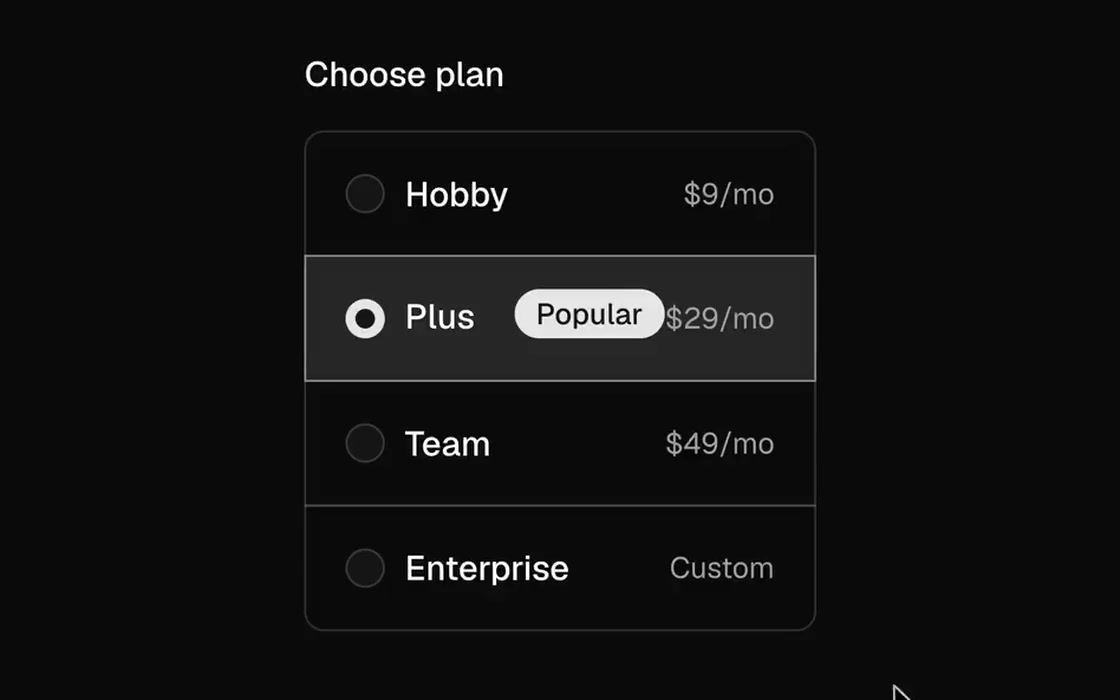 Choose plan
Hobby $9/mo
Plus Popular $29/mo
Team $49/mo
Enterprise Custom